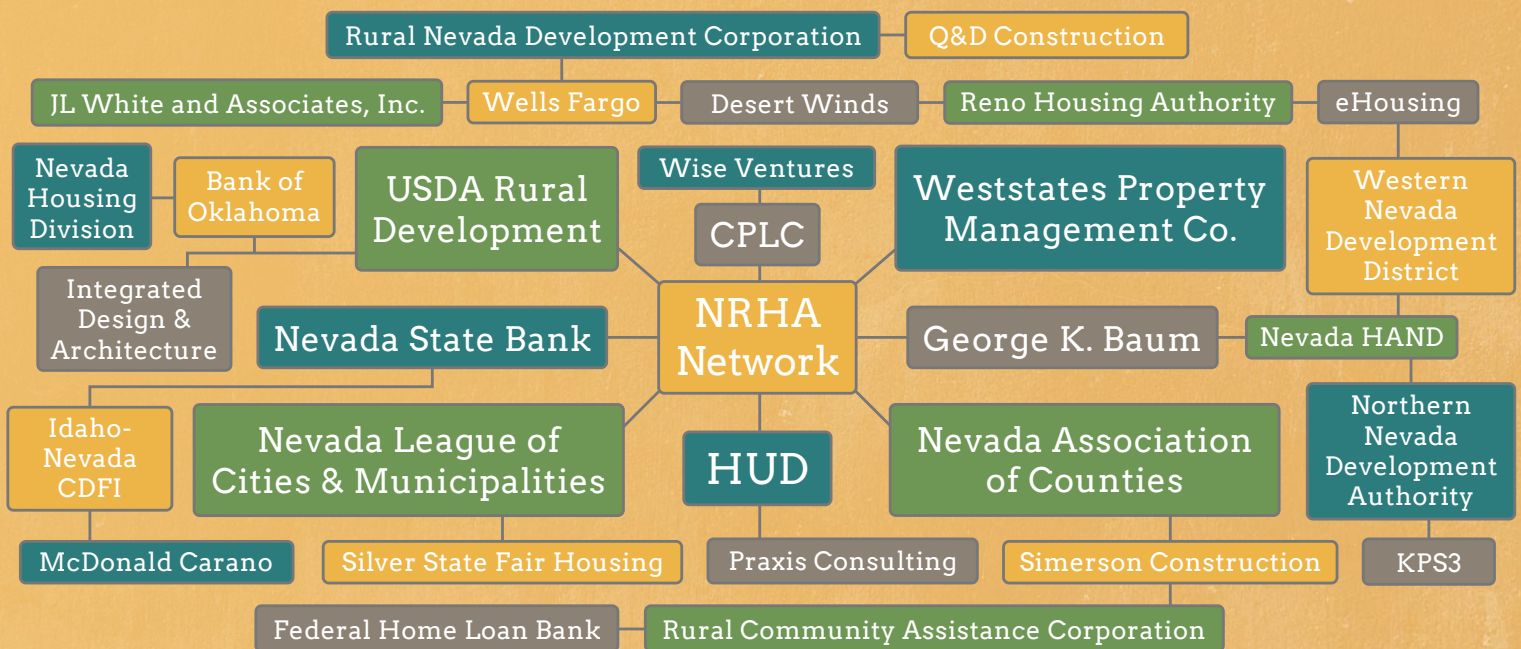 Rural Nevada Development Corporation
Q&D Construction
JL White and Associates, Inc.
Wells Fargo
Desert Winds
Reno Housing Authority
eHousing
Nevada
Housing
Division
Bank of
Oklahoma
USDA Rural
Development
Wise Ventures
CPLC
Weststates Property
Management Co.
Western
Nevada
Development
District
Integrated
Design &
Architecture
Nevada State Bank
NRHA
Network
George K. Baum
Nevada HAND
Idaho-
Nevada
CDFI
Nevada League of
Cities & Municipalities
HUD
Nevada Association
of Counties
Northern
Nevada
Development
Authority
McDonald Carano
Silver State Fair Housing
Praxis Consulting
Simerson Construction
KPS3
Federal Home Loan Bank
Rural Community Assistance Corporation